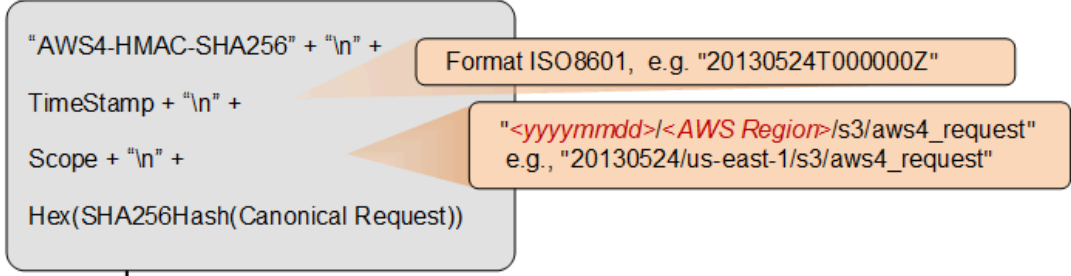 “AWS4-HMAC-SHA256” + “\n” +
Format ISO8601, e.g. "20130524T000000Z"
TimeStamp + “\n” +
"<yyyymmdd>/<AWS Region>/s3/aws4_request"
e.g., "20130524/us-east-1/s3/aws4_request"
Scope + “\n” +
Hex(SHA256Hash(Canonical Request))